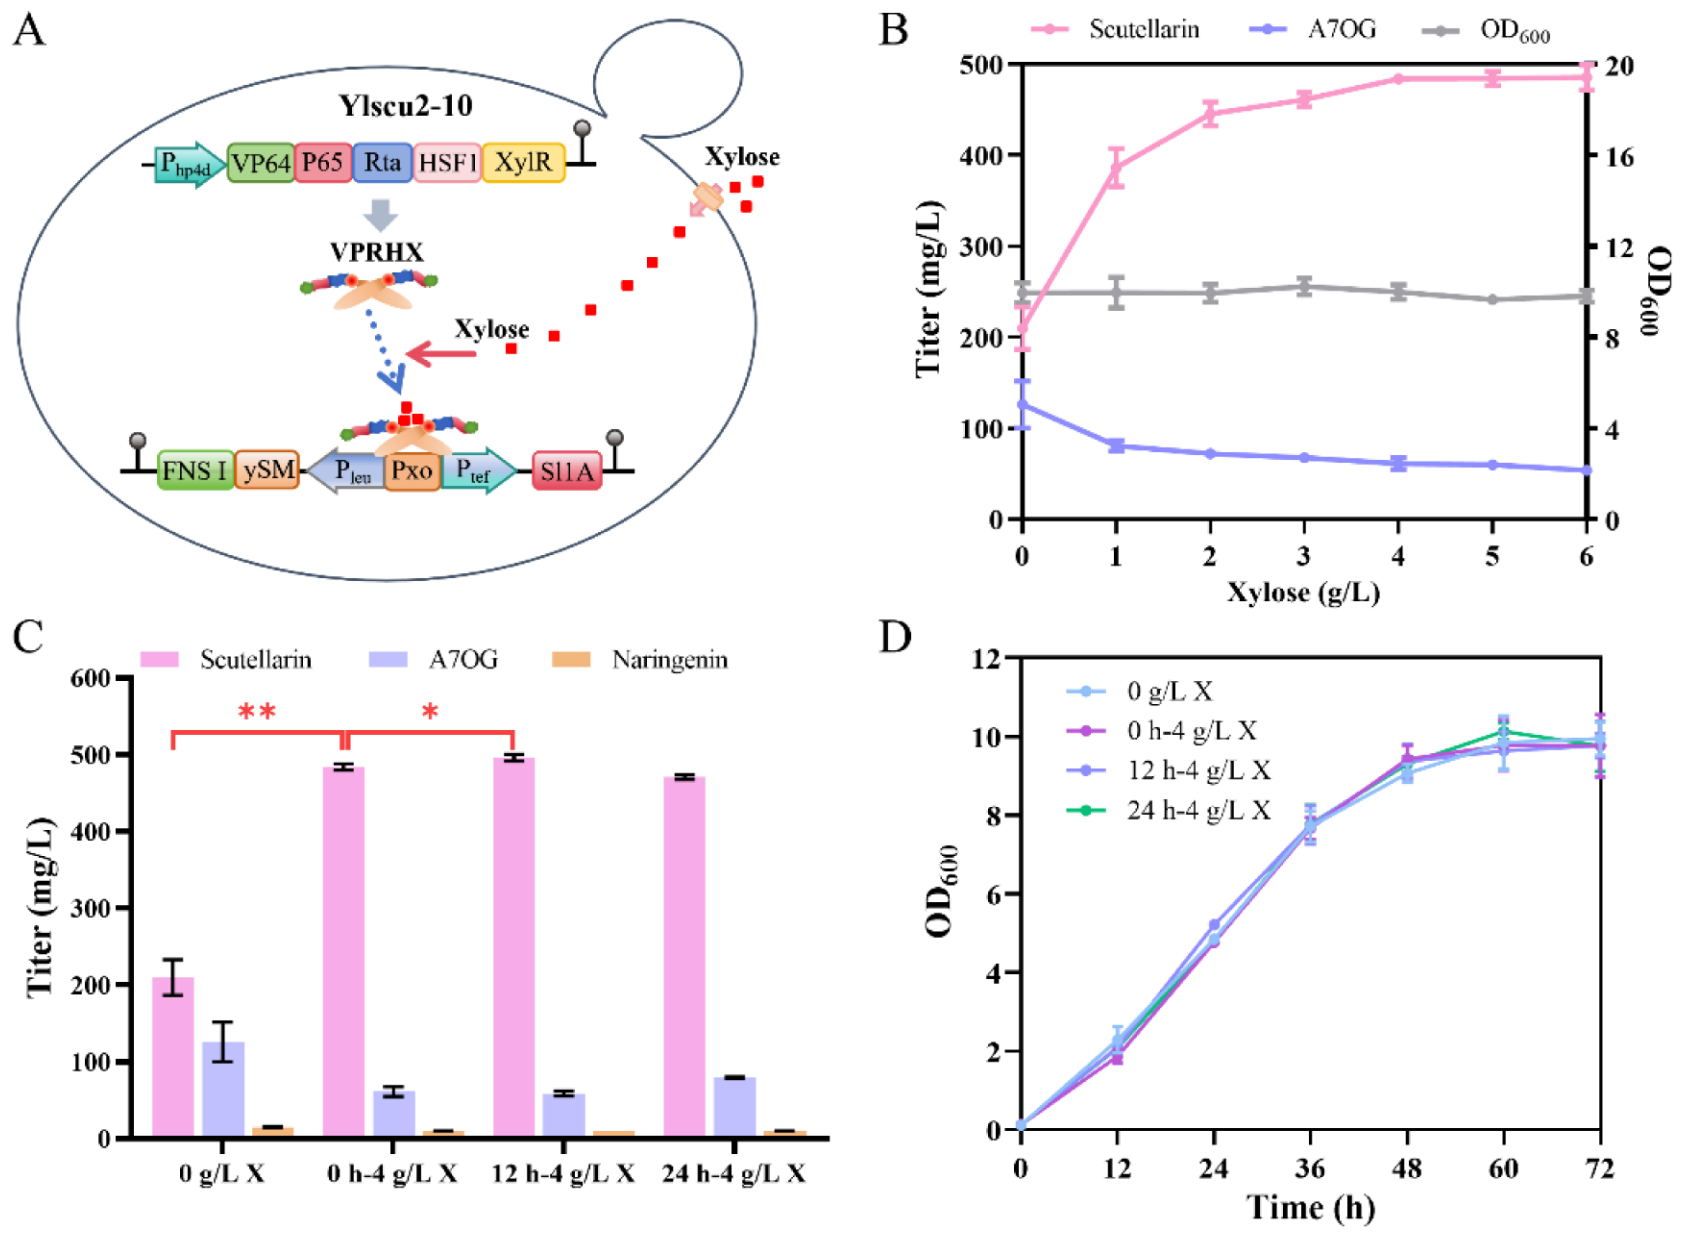 A
Ylscu2-10
Php4d VP64 P65 Rta HSF1 XylR
Xylose
VPRHX
Xylose
FNS I ySM Pleu Pxo Ptef Sl1A
B
Scutellarin A7OG OD600
500
400
300
200
100
0
Titer (mg/L)
20
16
12
8
4
0
OD600
0 1 2 3 4 5 6
Xylose (g/L)
C
Scutellarin A7OG Naringenin
600
500
400
300
200
100
0
Titer (mg/L)
** *
0 g/L X 0 h-4 g/L X 12 h-4 g/L X 24 h-4 g/L X
D
0 g/L X
0 h-4 g/L X
12 h-4 g/L X
24 h-4 g/L X
12
10
8
6
4
2
0
OD600
0 12 24 36 48 60 72
Time (h)